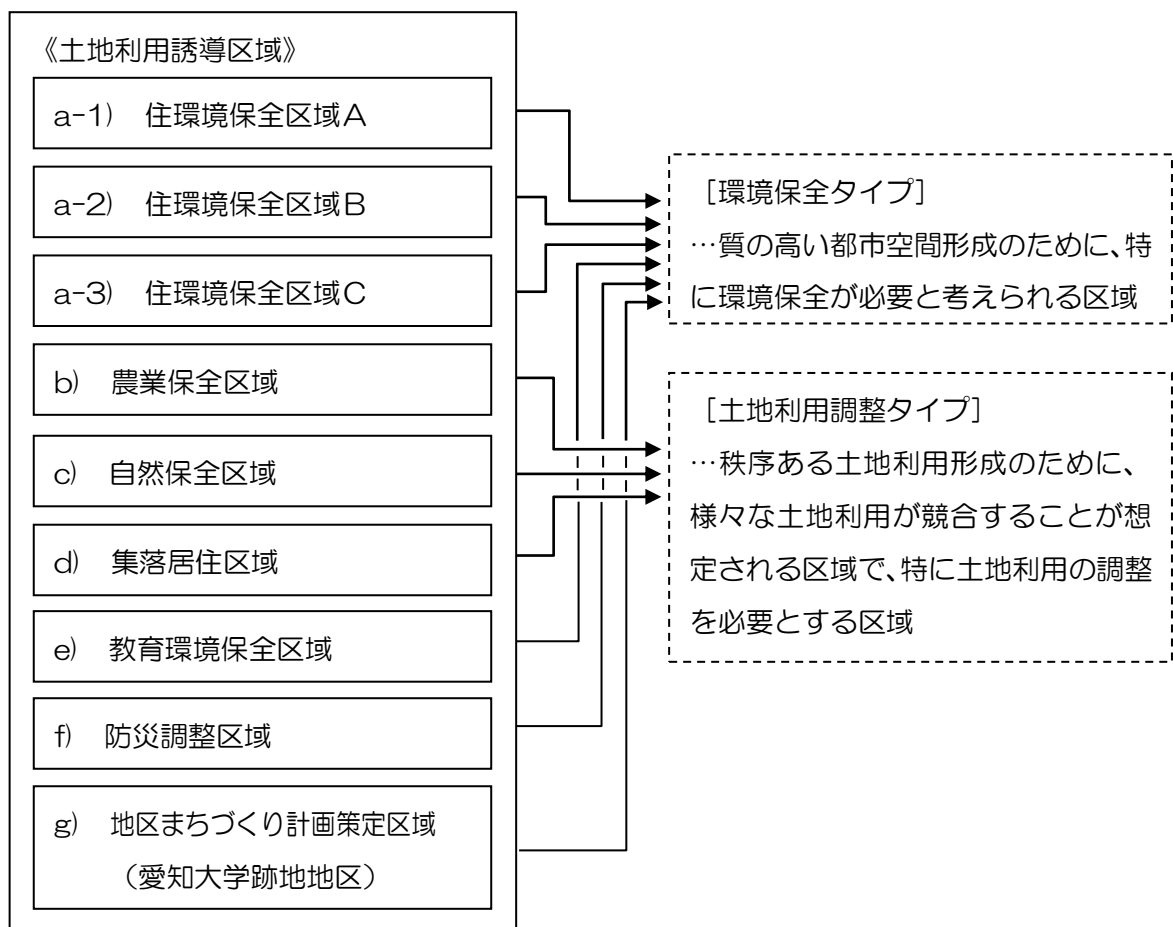 《土地利用誘導区域》
a-1) 住環境保全区域A
a-2) 住環境保全区域B
a-3) 住環境保全区域C
b) 農業保全区域
c) 自然保全区域
d) 集落居住区域
e) 教育環境保全区域
f) 防災調整区域
g) 地区まちづくり計画策定区域
（愛知大学跡地地区）
［環境保全タイプ］
…質の高い都市空間形成のために、特
に環境保全が必要と考えられる区域
［土地利用調整タイプ］
…秩序ある土地利用形成のために、
様々な土地利用が競合することが想
定される区域で、特に土地利用の調整
を必要とする区域